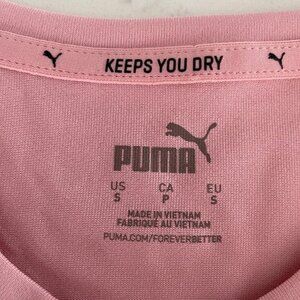 KEEPS YOU DRY
PUMA
US CA EU
S P S
MADE IN VIETNAM
FABRIQUÉ AU VIETNAM
PUMA.COM/FOREVERBETTER